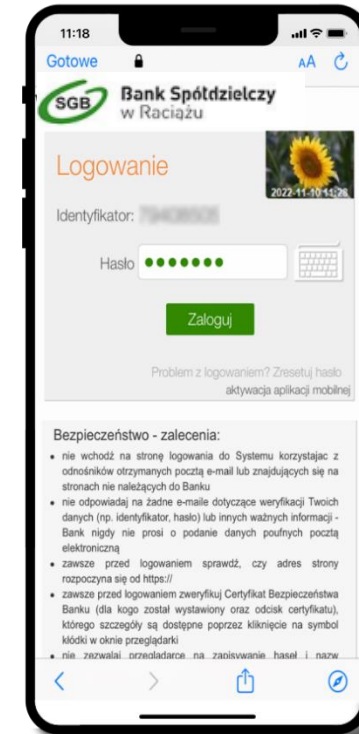 11:18
Gotowe AA
SGB Bank Spółdzielczy
w Raciążu
Logowanie
2022-11-10 11:28
Identyfikator:
Hasło
Zaloguj
Problem z logowaniem? Zresetuj hasło
aktywacja aplikacji mobilnej
Bezpieczeństwo - zalecenia:
• nie wchodź na stronę logowania do Systemu korzystajac z
odnośników otrzymanych pocztą e-mail lub znajdujących się na
stronach nie należących do Banku
• nie odpowiadaj na żadne e-maile dotyczące weryfikacji Twoich
danych (np. identyfikator, hasło) lub innych ważnych informacji -
Bank nigdy nie prosi o podanie danych poufnych pocztą
elektroniczną
• zawsze przed logowaniem sprawdź, czy adres strony
rozpoczyna się od https://
• zawsze przed logowaniem zweryfikuj Certyfikat Bezpieczeństwa
Banku (dla kogo został wystawiony oraz odcisk certyfikatu),
którego szczegóły są dostępne poprzez kliknięcie na symbol
kłódki w oknie przeglądarki
• nie zezwalaj przeglądarce na zapisywanie haseł i nazw